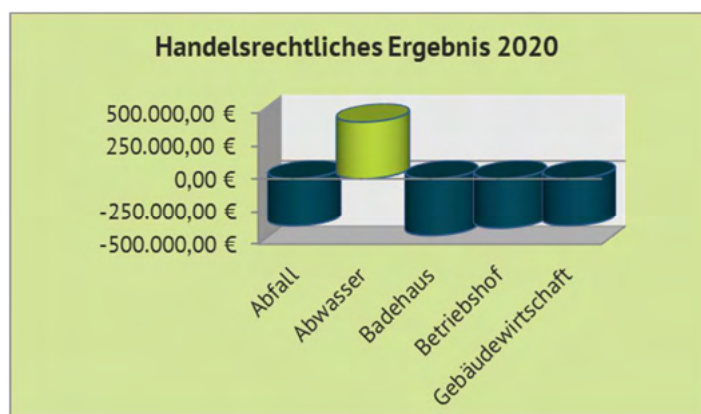 Handelsrechtliches Ergebnis 2020
500.000,00 €
250.000,00 €
0,00 €
-250.000,00 €
-500.000,00 €
Abfall
Abwasser
Badehaus
Betriebshof
Gebäudewirtschaft